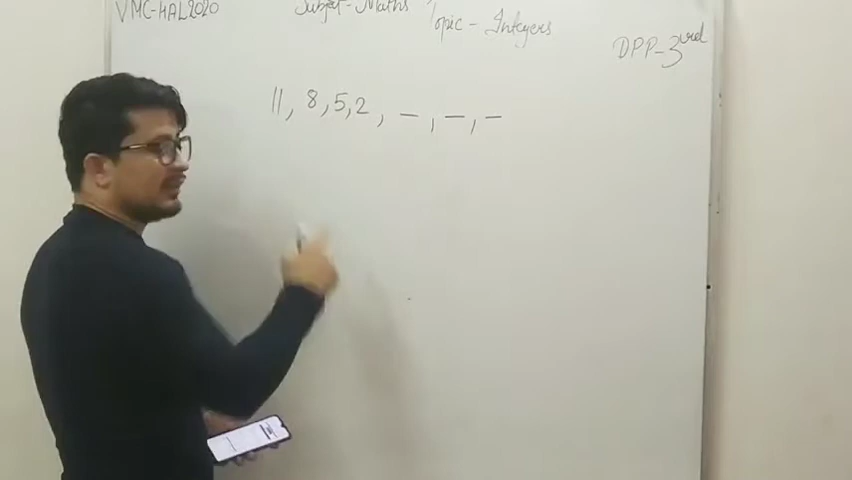 VMC-HAL2020
Subject-Maths
Topic - Integers
DPP-3rd
11, 8, 5, 2, _, _, _